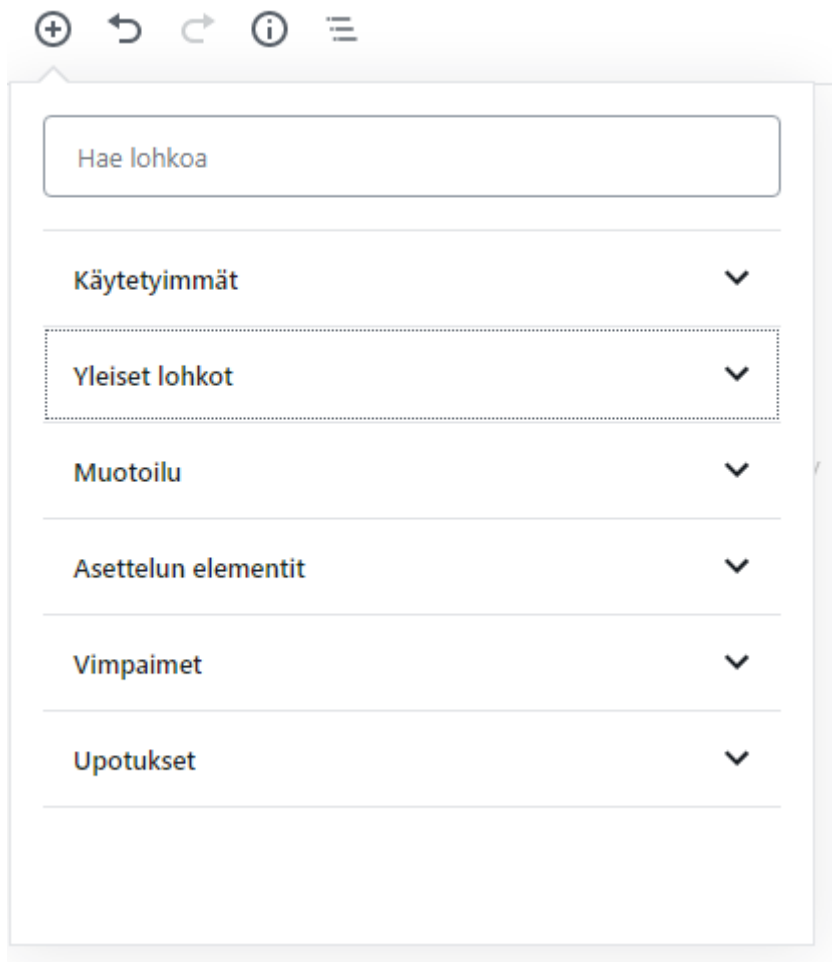 Hae lohkoa
Käytetyimmät
Yleiset lohkot
Muotoilu
Asettelun elementit
Vimpaimet
Upotukset